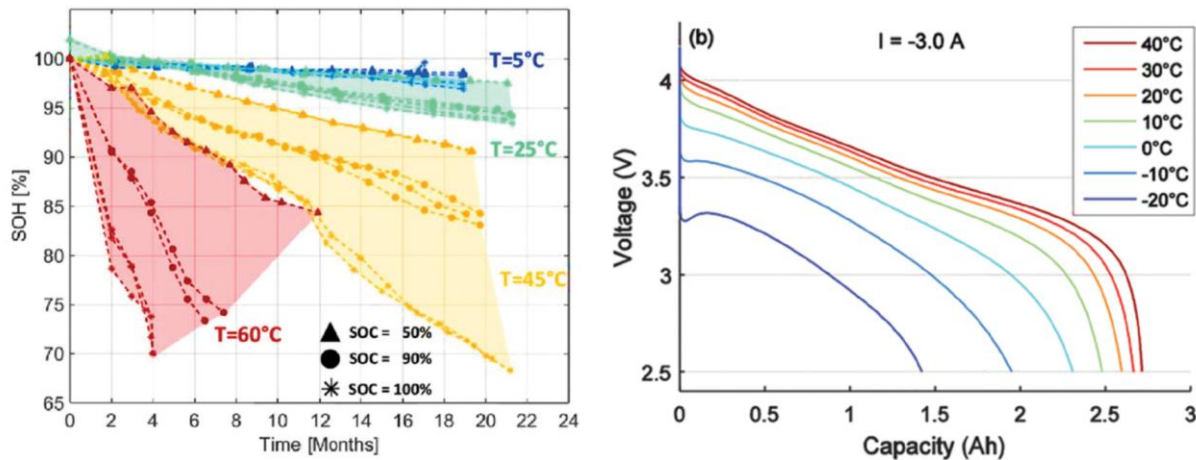 100
95
90
85
80
75
70
65
SOH [%]
0 2 4 6 8 10 12 14 16 18 20 22 24
Time [Months]
T=5°C
T=25°C
T=45°C
T=60°C
SOC = 50%
SOC = 90%
SOC = 100%
(b)
I = -3.0 A
40°C
30°C
20°C
10°C
0°C
-10°C
-20°C
4
3.5
3
2.5
Voltage (V)
0 0.5 1 1.5 2 2.5 3
Capacity (Ah)